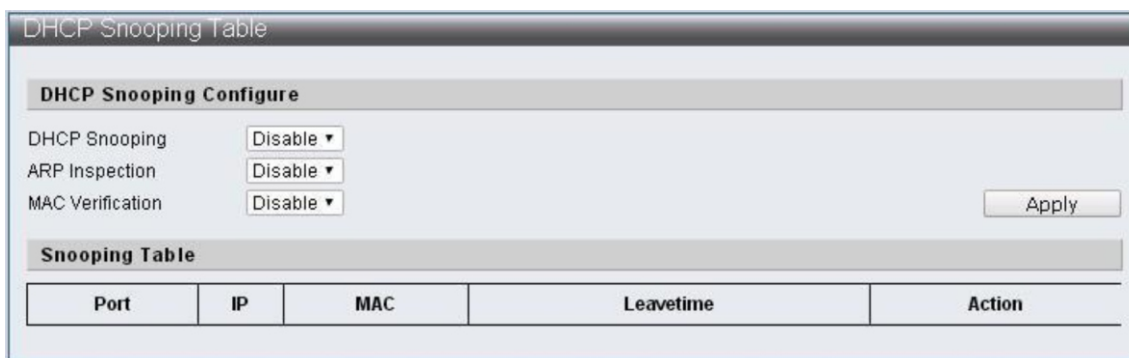 DHCP Snooping Table
DHCP Snooping Configure
DHCP Snooping Disable
ARP Inspection Disable
MAC Verification Disable Apply
Snooping Table
Port IP MAC Leavetime Action